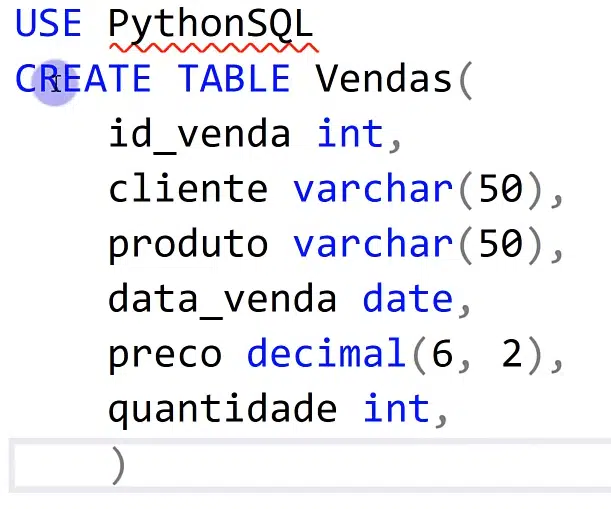 USE PythonSQL
CREATE TABLE Vendas(
id_venda int,
cliente varchar(50),
produto varchar(50),
data_venda date,
preco decimal(6, 2),
quantidade int,
)